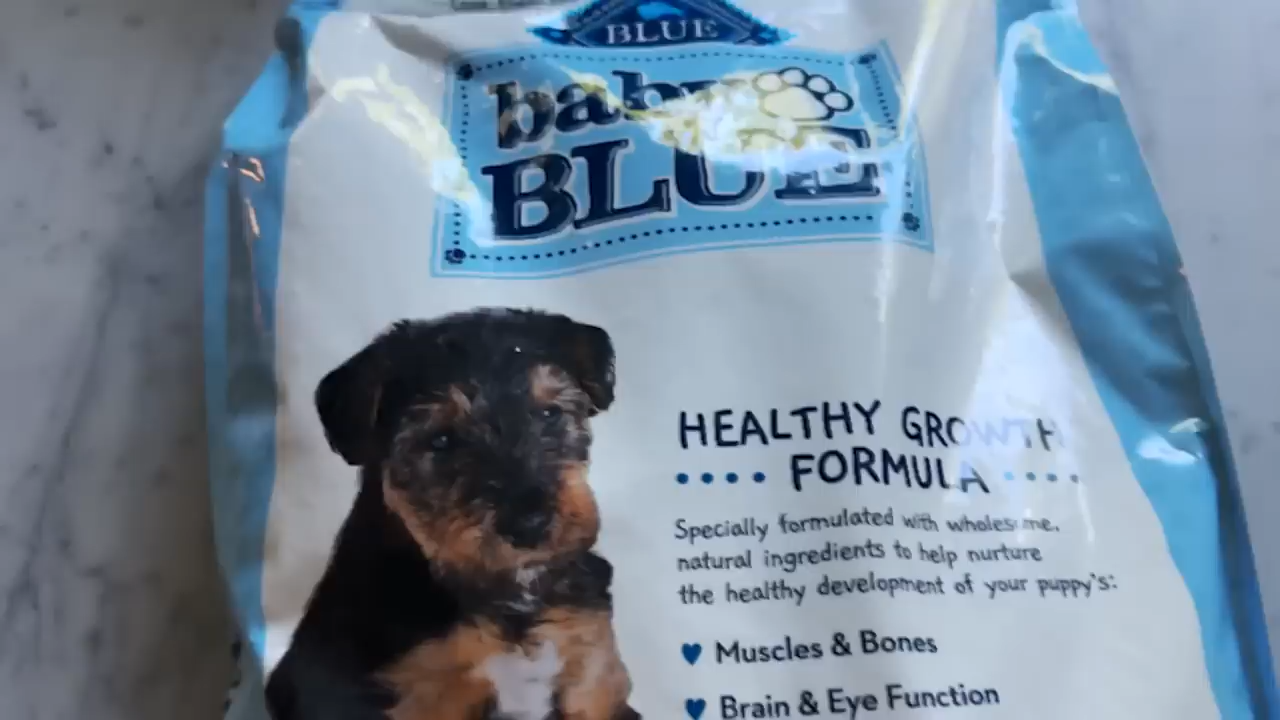 BLUE
baby
BLUE
HEALTHY GROWTH
FORMULA
Specially formulated with wholesome,
natural ingredients to help nurture
the healthy development of your puppy's:
Muscles & Bones
Brain & Eye Function